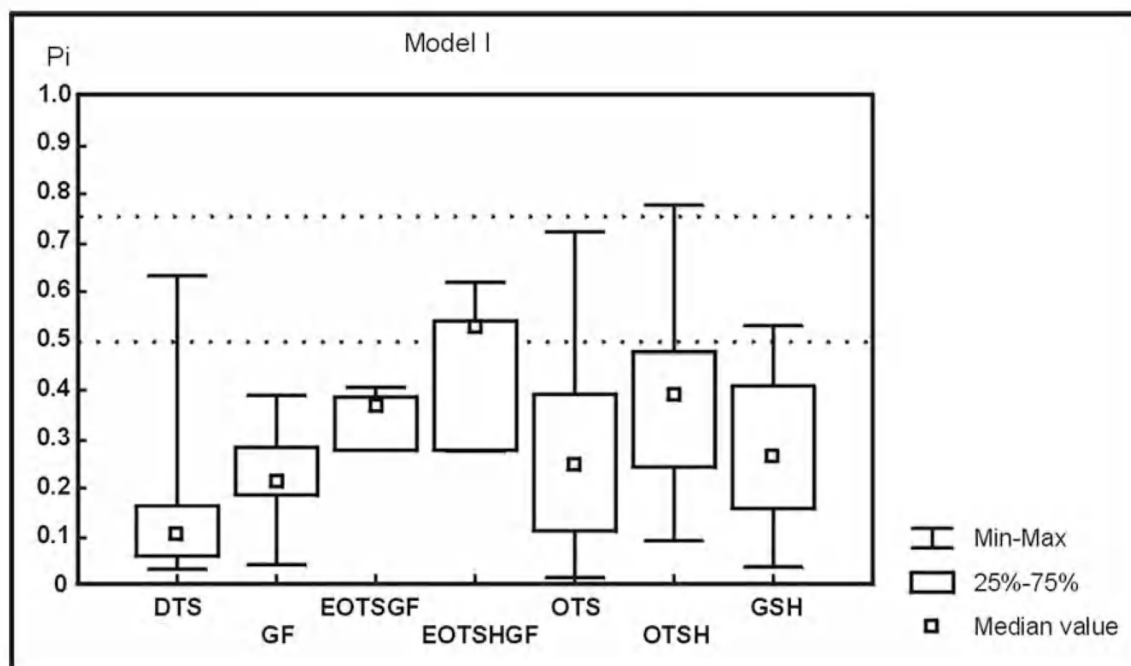 Model I
Pi
1.0
0.9
0.8
0.7
0.6
0.5
0.4
0.3
0.2
0.1
0
DTS EOTSGF OTS GSH
GF EOTSHGF OTSH
Min-Max
25%-75%
Median value